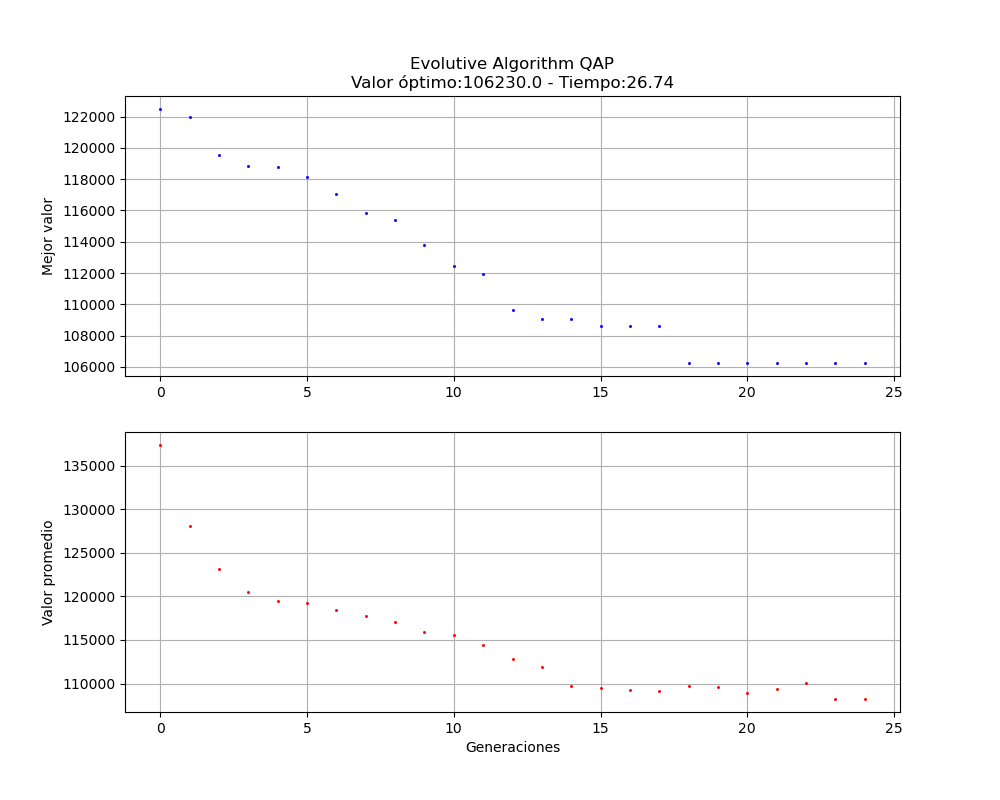 Evolutive Algorithm QAP
Valor óptimo:106230.0 - Tiempo:26.74
Mejor valor
122000
120000
118000
116000
114000
112000
110000
108000
106000
0 5 10 15 20 25
Valor promedio
135000
130000
125000
120000
115000
110000
0 5 10 15 20 25
Generaciones